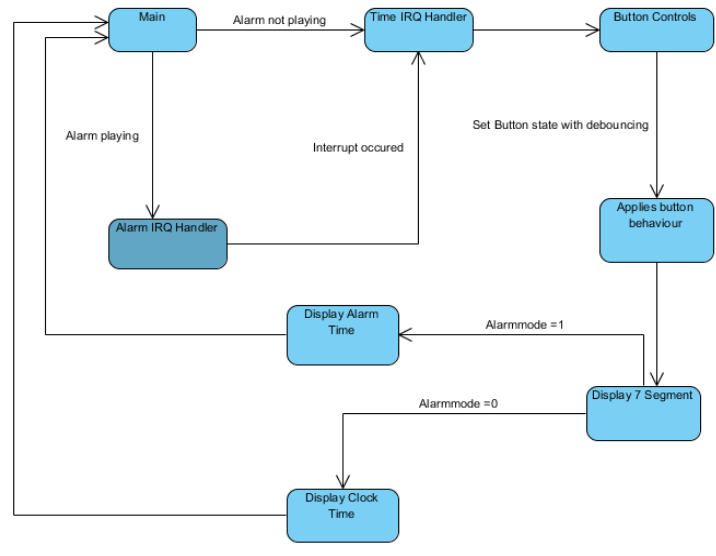 Main
Alarm not playing
Time IRQ Handler
Button Controls
Alarm playing
Interrupt occured
Set Button state with debouncing
Alarm IRQ Handler
Applies button
behaviour
Display Alarm
Time
Alarmmode =1
Display 7 Segment
Alarmmode =0
Display Clock
Time